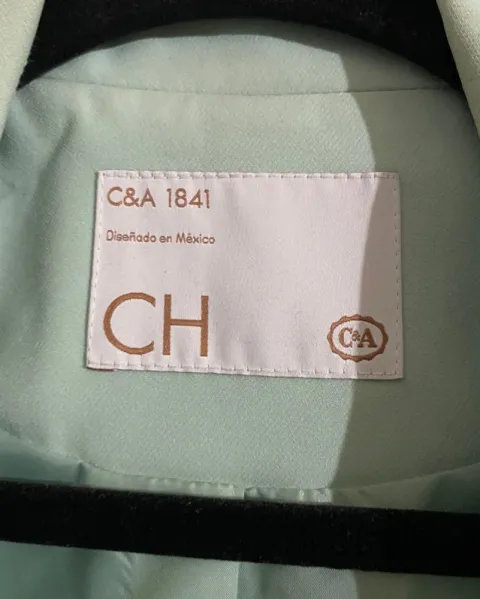 C&A 1841
Diseñado en México
CH
C&A